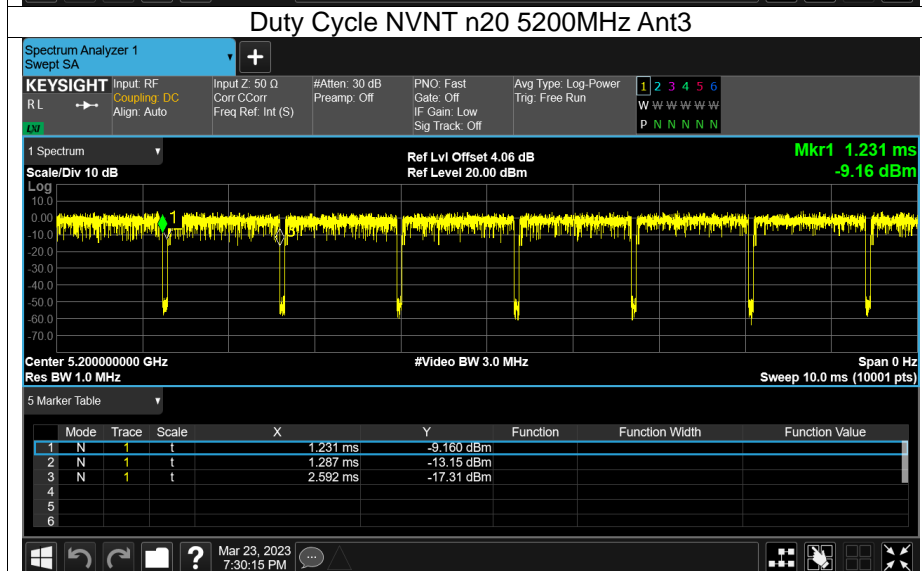 Duty Cycle NVNT n20 5200MHz Ant3
Spectrum Analyzer 1
Swept SA
KEYSIGHT
RL
LXI
Input: RF
Coupling: DC
Align: Auto
Input Z: 50 Ω
Corr CCorr
Freq Ref: Int (S)
#Atten: 30 dB
Preamp: Off
PNO: Fast
Gate: Off
IF Gain: Low
Sig Track: Off
Avg Type: Log-Power
Trig: Free Run
1 2 3 4 5 6
W W W W W W
P N N N N N
1 Spectrum
Scale/Div 10 dB
Ref Lvl Offset 4.06 dB
Ref Level 20.00 dBm
Mkr1 1.231 ms
-9.16 dBm
Log
10.0
0.00
-10.0
-20.0
-30.0
-40.0
-50.0
-60.0
-70.0
1
Center 5.200000000 GHz
Res BW 1.0 MHz
#Video BW 3.0 MHz
Span 0 Hz
Sweep 10.0 ms (10001 pts)
5 Marker Table
Mode Trace Scale X Y Function Function Width Function Value
1 N 1 t 1.231 ms -9.160 dBm
2 N 1 t 1.287 ms -13.15 dBm
3 N 1 t 2.592 ms -17.31 dBm
4
5
6
?
Mar 23, 2023
7:30:15 PM